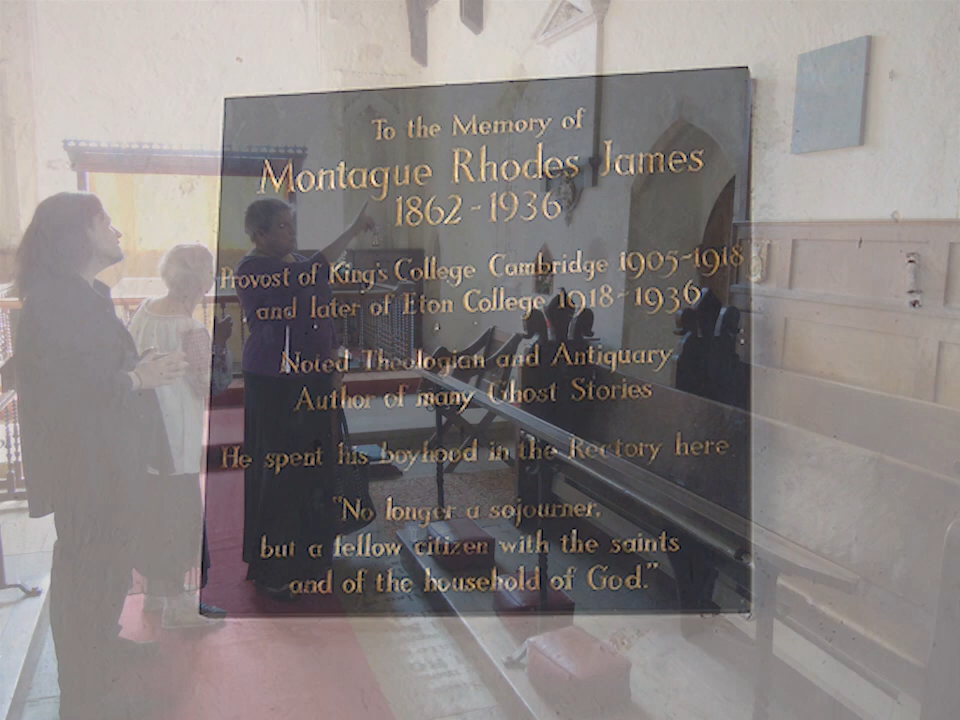 To the Memory of
Montague Rhodes James
1862-1936
Provost of King's College Cambridge 1905-1918
and later of Eton College 1918-1936
Noted Theologian and Antiquary
Author of many Ghost Stories
He spent his boyhood in the Rectory here
"No longer a sojourner,
but a fellow citizen with the saints
and of the household of God."